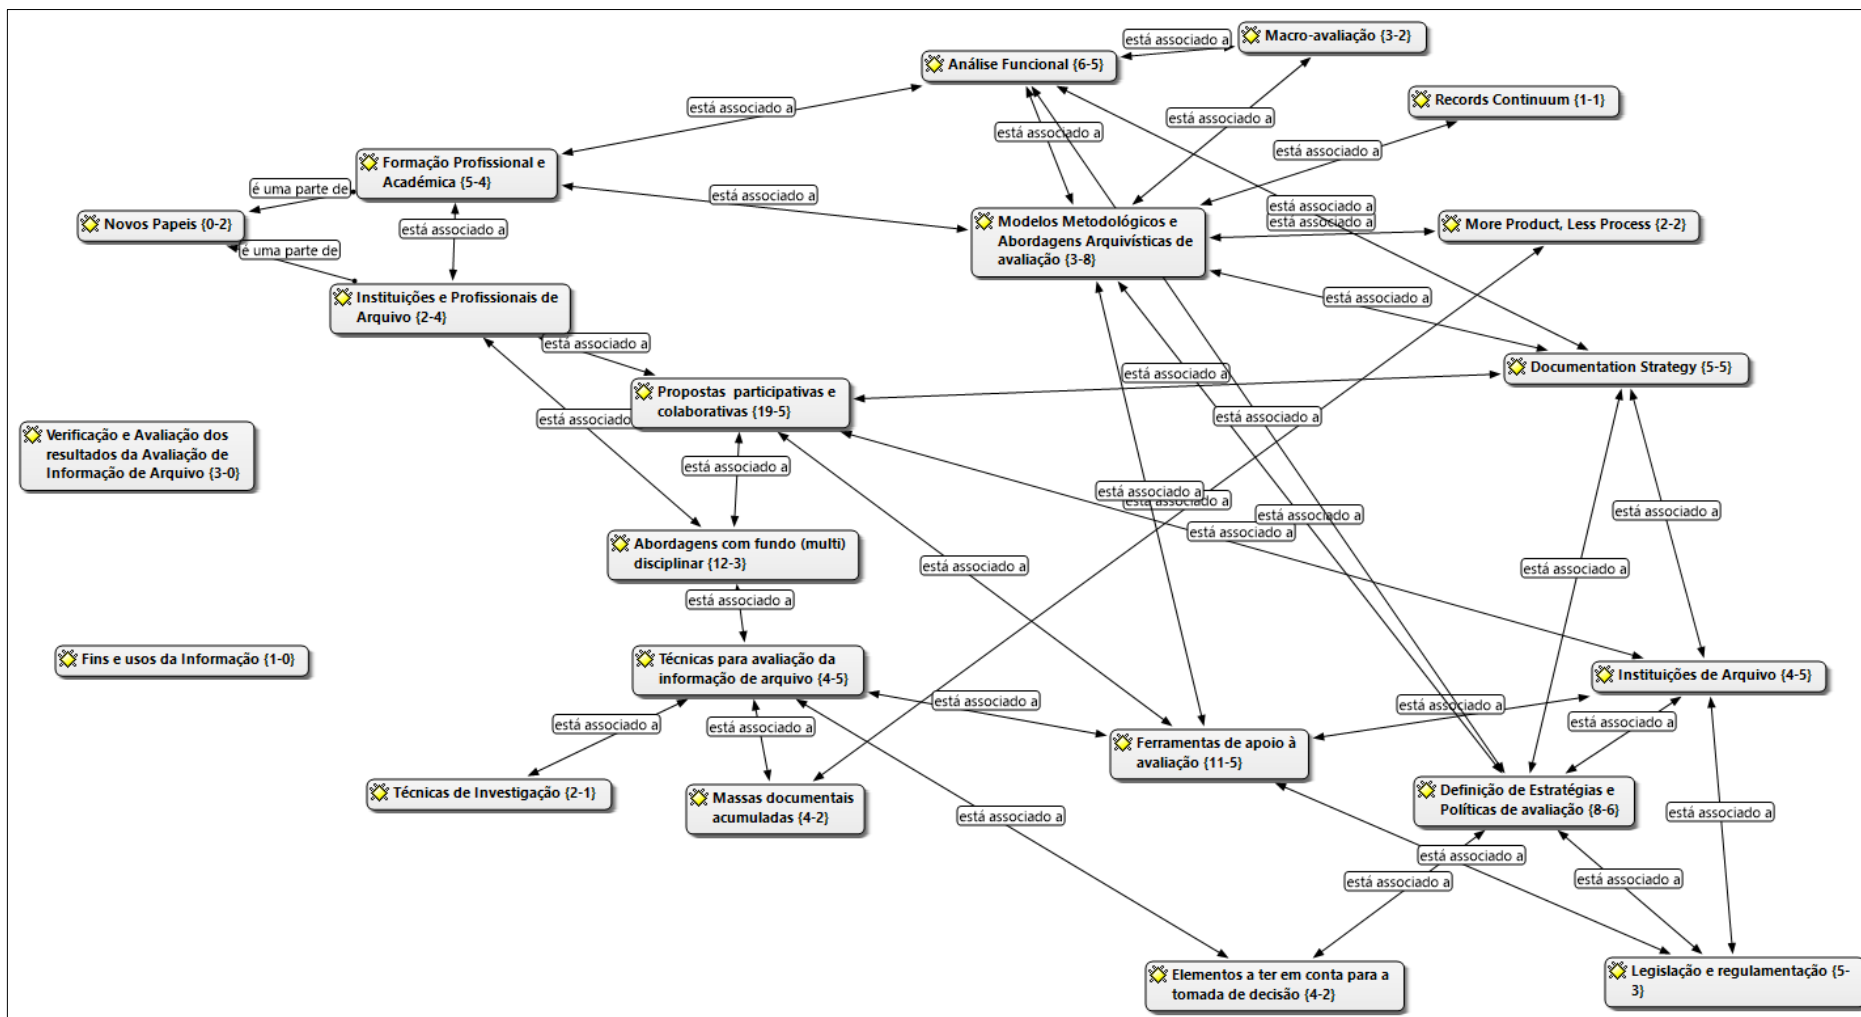 está associado a
Macro-avaliação {3-2}
Análise Funcional {6-5}
está associado a
Records Continuum {1-1}
está associado a
está associado a
está associado a
Formação Profissional e
Académica {5-4}
é uma parte de
está associado a
está associado a
está associado a
Novos Papeis {0-2}
Modelos Metodológicos e
Abordagens Arquivísticas de
avaliação {3-8}
More Product, Less Process {2-2}
está associado a
é uma parte de
Instituições e Profissionais de
Arquivo {2-4}
está associado a
está associado a
está associado a
Documentation Strategy {5-5}
Propostas  participativas e
colaborativas {19-5}
está associado
está associado a
Verificação e Avaliação dos
resultados da Avaliação de
Informação de Arquivo {3-0}
está associado a
está associado a
está associado a
está associado a
está associado a
está associado a
Abordagens com fundo (multi)
disciplinar {12-3}
está associado a
está associado a
está associado a
Fins e usos da Informação {1-0}
Técnicas para avaliação da
informação de arquivo {4-5}
Instituições de Arquivo {4-5}
está associado a
está associado a
está associado a
está associado a
está associado a
Ferramentas de apoio à
avaliação {11-5}
Técnicas de Investigação {2-1}
Massas documentais
acumuladas {4-2}
Definição de Estratégias e
Políticas de avaliação {8-6}
está associado a
está associado a
está associado a
está associado a
está associado a
Elementos a ter em conta para a
tomada de decisão {4-2}
Legislação e regulamentação {5-
3}